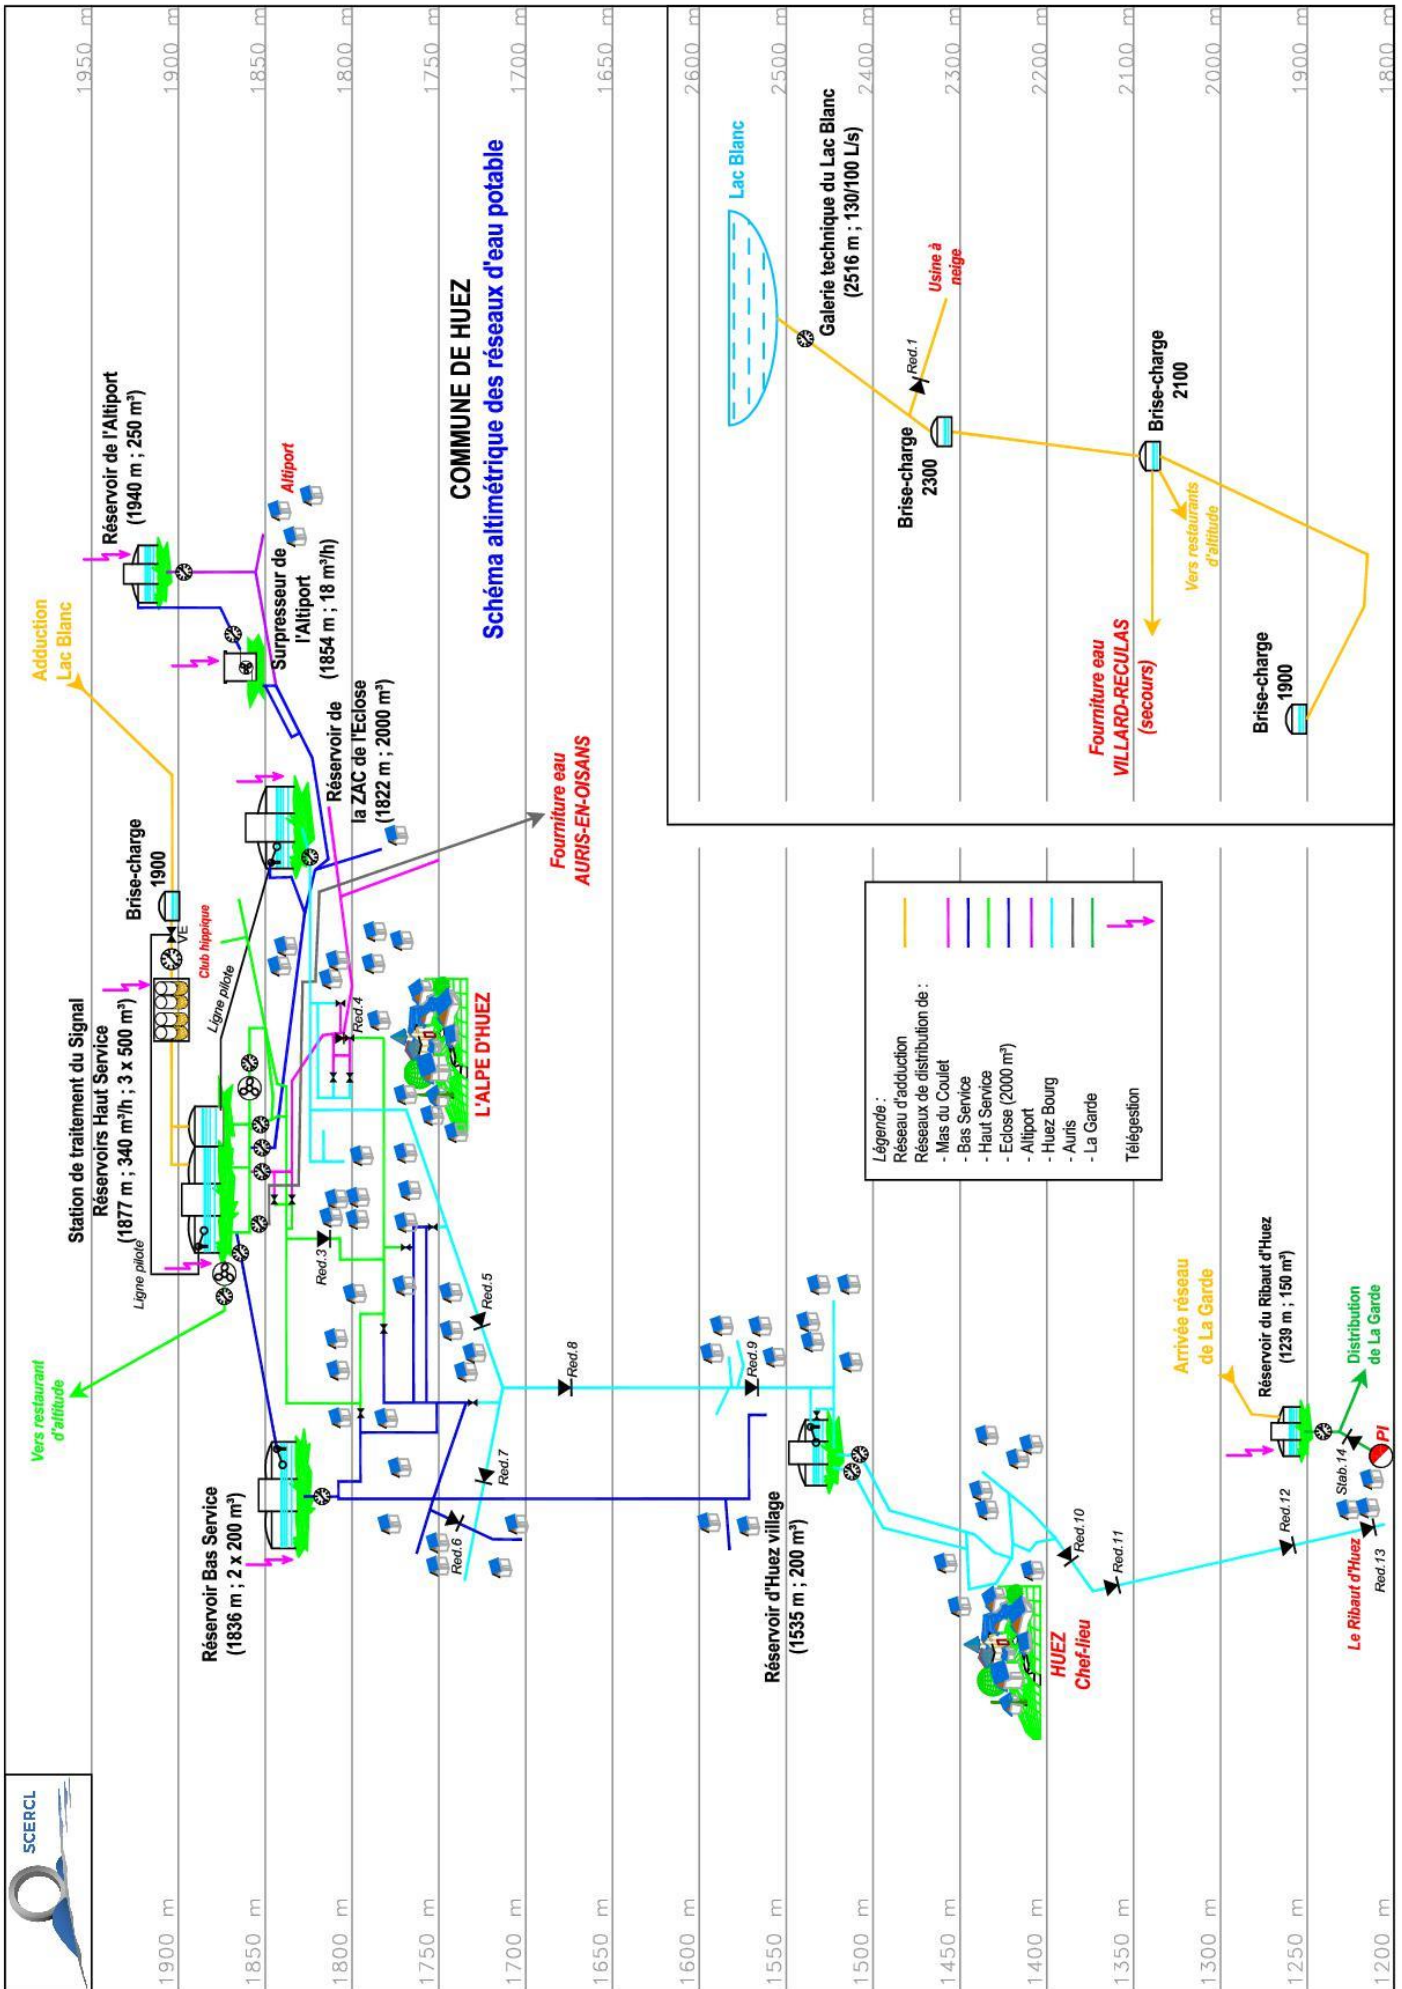 SCERCL
COMMUNE DE HUEZ
Schéma altimétrique des réseaux d'eau potable
1950 m
1900 m
1850 m
1800 m
1750 m
1700 m
1650 m
1900 m
1850 m
1800 m
1750 m
1700 m
1650 m
1600 m
1550 m
1500 m
1450 m
1400 m
1350 m
1300 m
1250 m
1200 m
2600 m
2500 m
2400 m
2300 m
2200 m
2100 m
2000 m
1900 m
1800 m
Vers restaurant
d'altitude
Réservoir Bas Service
(1836 m ; 2 x 200 m³)
Station de traitement du Signal
Réservoirs Haut Service
(1877 m ; 340 m³/h ; 3 x 500 m³)
Ligne pilote
Ligne pilote
Brise-charge
1900
VE
Club hippique
Adduction
Lac Blanc
Réservoir de l'Altiport
(1940 m ; 250 m³)
Altiport
Surpresseur de
l'Altiport
(1854 m ; 18 m³/h)
Réservoir de
la ZAC de l'Eclose
(1822 m ; 2000 m³)
Fourniture eau
AURIS-EN-OISANS
L'ALPE D'HUEZ
Red.3
Red.4
Red.5
Red.6
Red.7
Red.8
Red.9
Réservoir d'Huez village
(1535 m ; 200 m³)
HUEZ
Chef-lieu
Red.10
Red.11
Red.12
Red.13
Le Ribaut d'Huez
Arrivée réseau
de La Garde
Réservoir du Ribaut d'Huez
(1239 m ; 150 m³)
Stab.14
PI
Distribution
de La Garde
Légende :
Réseau d'adduction
Réseaux de distribution de :
- Mas du Coulet
- Bas Service
- Haut Service
- Eclose (2000 m³)
- Altiport
- Huez Bourg
- Auris
- La Garde
Télégestion
Lac Blanc
Galerie technique du Lac Blanc
(2516 m ; 130/100 L/s)
Red.1
Usine à
neige
Brise-charge
2300
Brise-charge
2100
Vers restaurants
d'altitude
Fourniture eau
VILLARD-RECULAS
(secours)
Brise-charge
1900